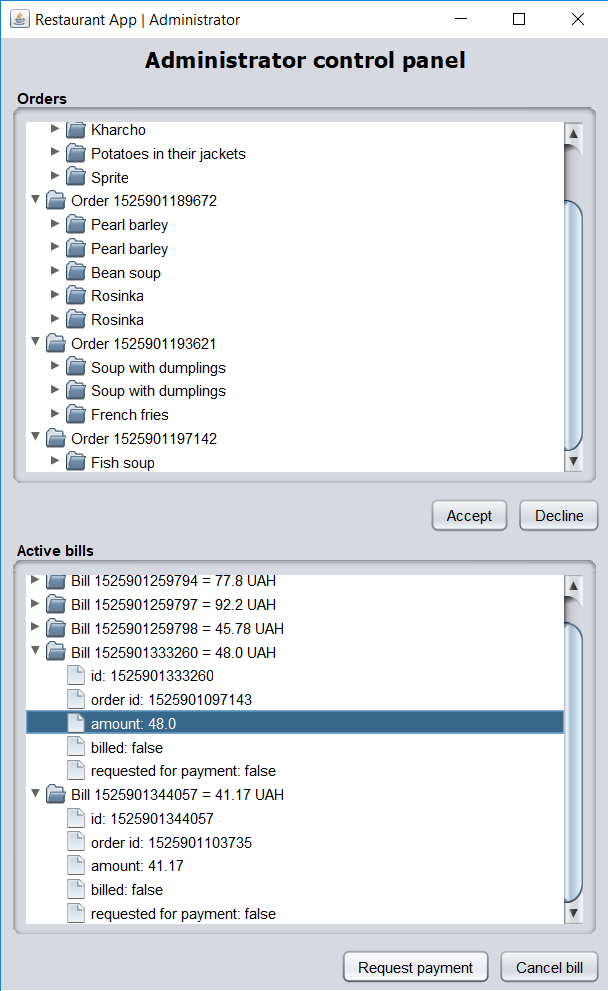 Restaurant App | Administrator
Administrator control panel
Orders
Kharcho
Potatoes in their jackets
Sprite
Order 1525901189672
Pearl barley
Pearl barley
Bean soup
Rosinka
Rosinka
Order 1525901193621
Soup with dumplings
Soup with dumplings
French fries
Order 1525901197142
Fish soup
Accept Decline
Active bills
Bill 1525901259794 = 77.8 UAH
Bill 1525901259797 = 92.2 UAH
Bill 1525901259798 = 45.78 UAH
Bill 1525901333260 = 48.0 UAH
id: 1525901333260
order id: 1525901097143
amount: 48.0
billed: false
requested for payment: false
Bill 1525901344057 = 41.17 UAH
id: 1525901344057
order id: 1525901103735
amount: 41.17
billed: false
requested for payment: false
Request payment Cancel bill